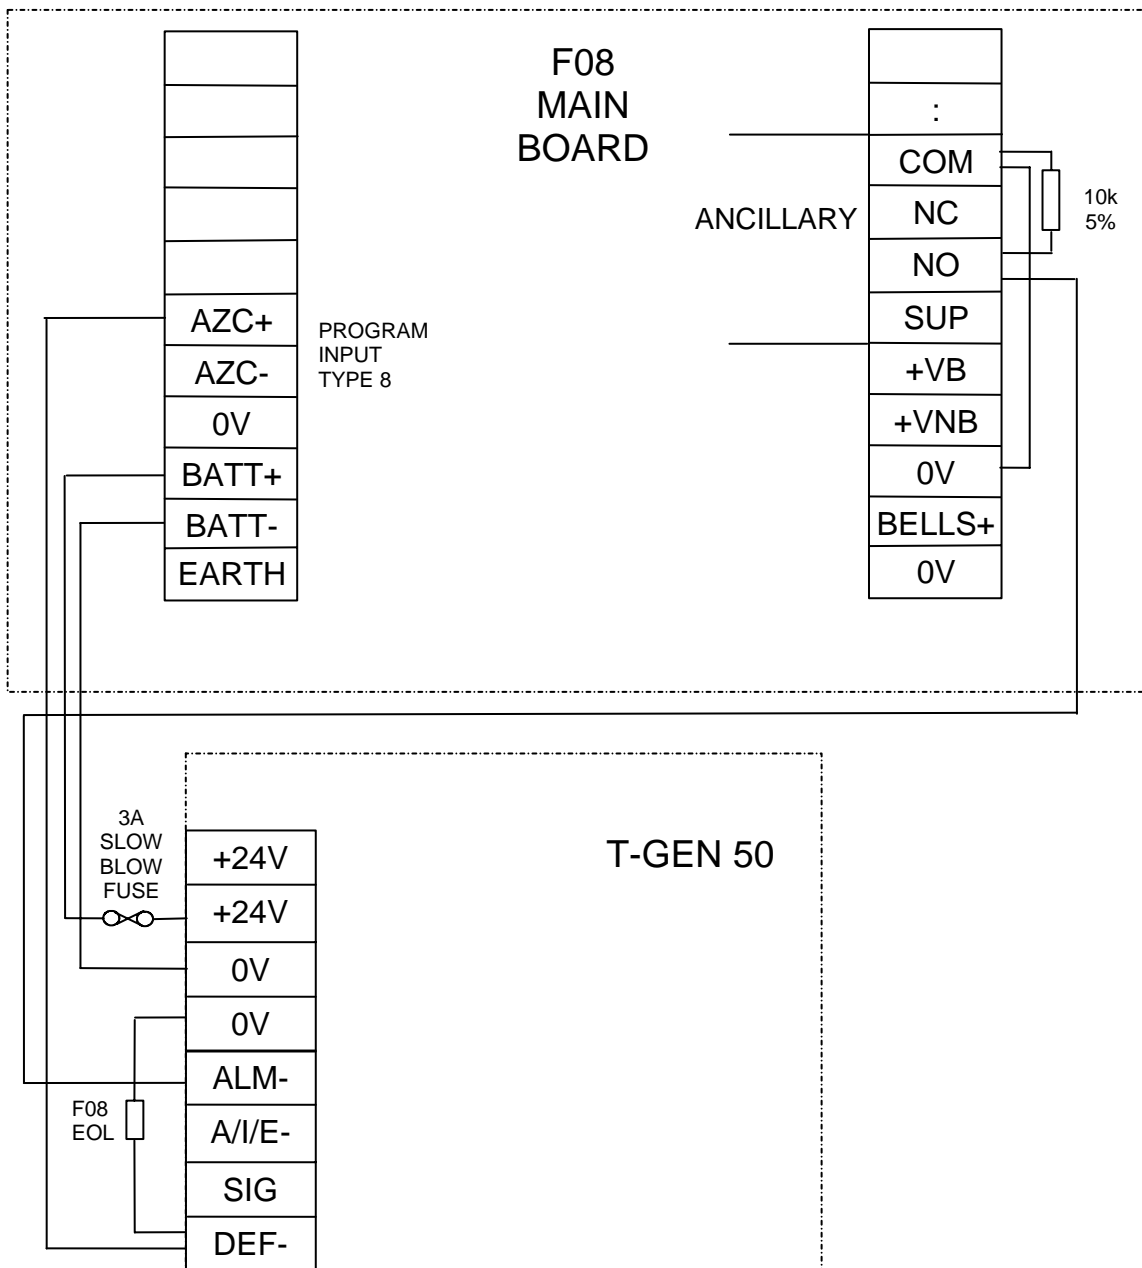 F08
MAIN
BOARD
:
COM
NC
NO
SUP
+VB
+VNB
0V
BELLS+
0V
ANCILLARY
10k
5%
AZC+
AZC-
0V
BATT+
BATT-
EARTH
PROGRAM
INPUT
TYPE 8
3A
SLOW
BLOW
FUSE
T-GEN 50
+24V
+24V
0V
0V
ALM-
A/I/E-
SIG
DEF-
F08
EOL